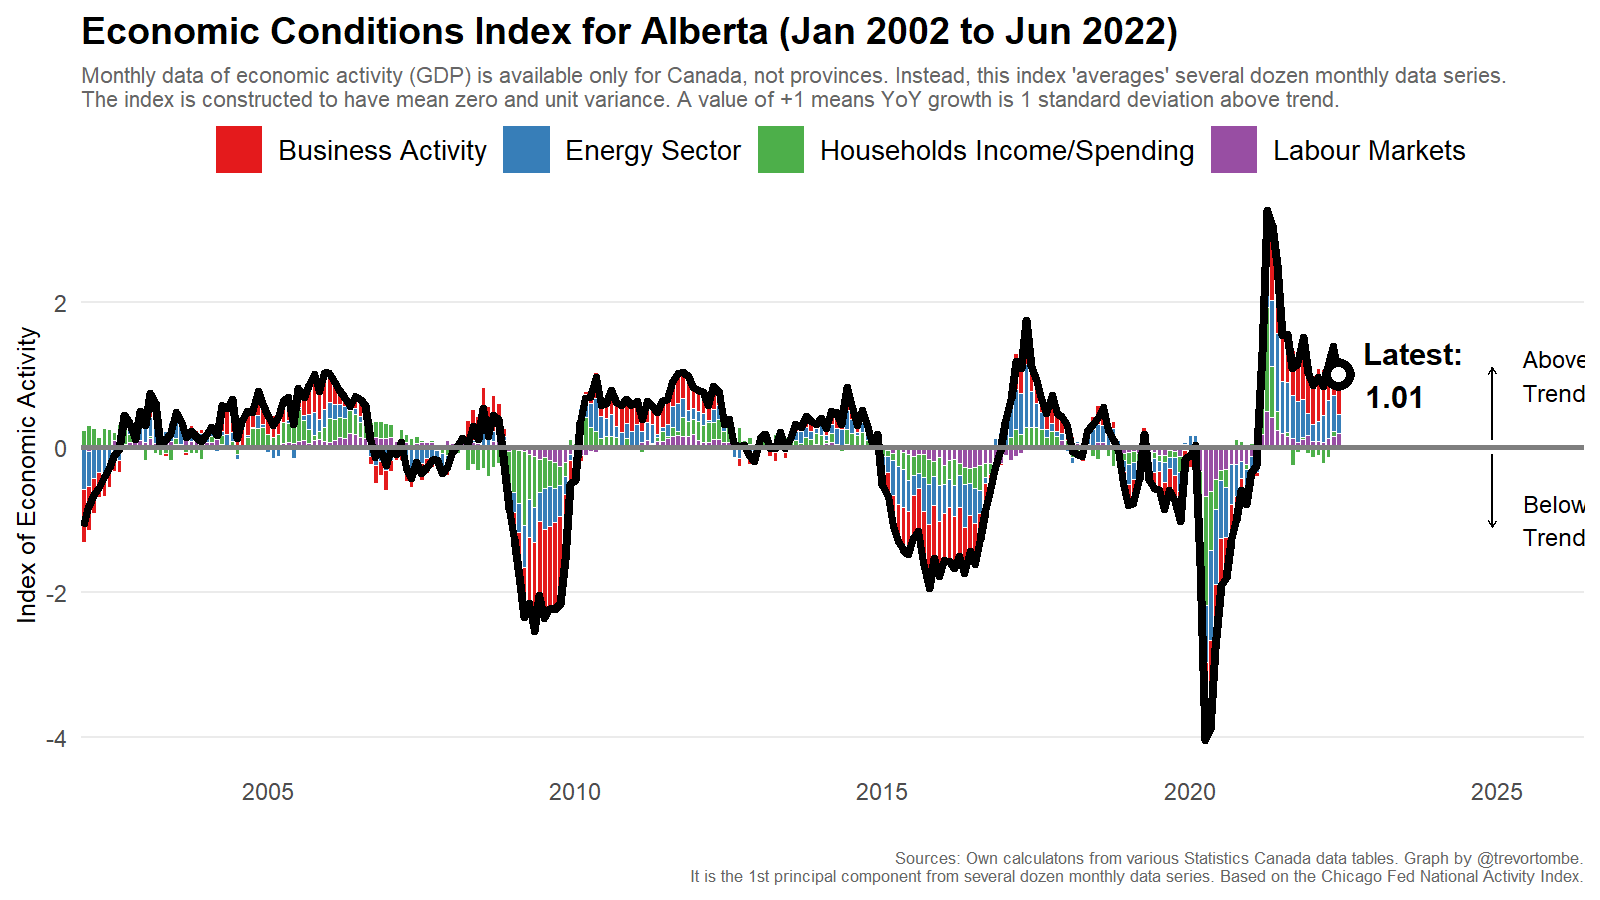 Economic Conditions Index for Alberta (Jan 2002 to Jun 2022)
Monthly data of economic activity (GDP) is available only for Canada, not provinces. Instead, this index 'averages' several dozen monthly data series.
The index is constructed to have mean zero and unit variance. A value of +1 means YoY growth is 1 standard deviation above trend.
Business Activity
Energy Sector
Households Income/Spending
Labour Markets
Index of Economic Activity
2
0
-2
-4
Latest:
1.01
Above
Trend
Below
Trend
2005
2010
2015
2020
2025
Sources: Own calculatons from various Statistics Canada data tables. Graph by @trevortombe.
It is the 1st principal component from several dozen monthly data series. Based on the Chicago Fed National Activity Index.